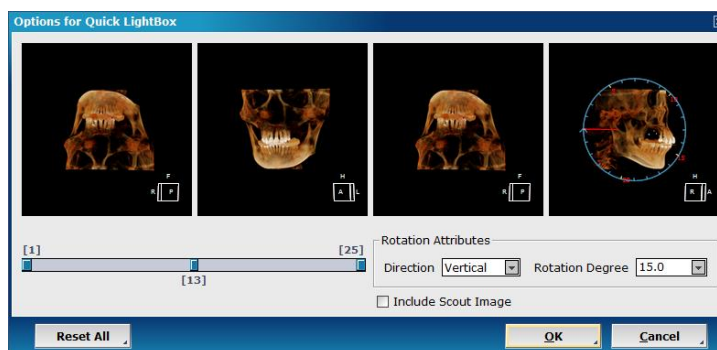 Options for Quick LightBox
F
R P
H
A L
F
R P
H
R A
[1] [25]
[13]
Rotation Attributes
Direction Vertical Rotation Degree 15.0
Include Scout Image
Reset All OK Cancel